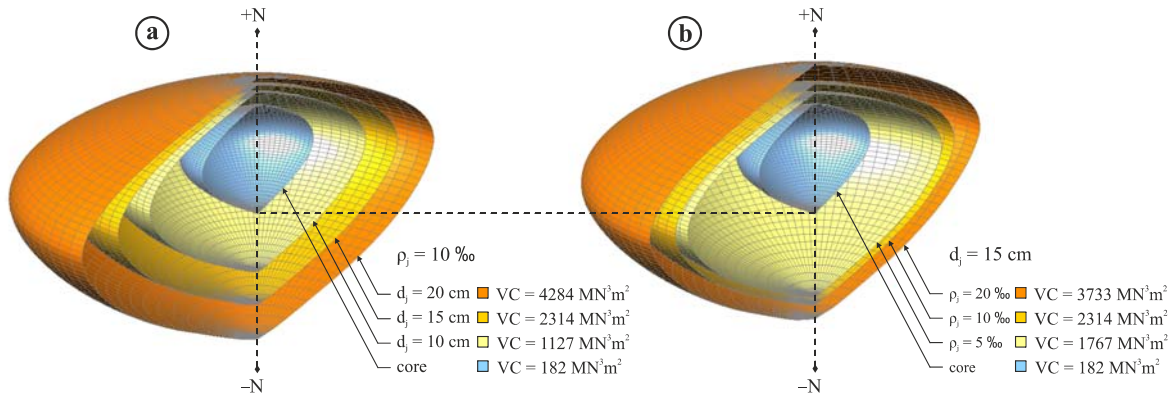 +N
a
ρj = 10 ‰
dj = 20 cm VC = 4284 MN³m²
dj = 15 cm VC = 2314 MN³m²
dj = 10 cm VC = 1127 MN³m²
core VC = 182 MN³m²
–N
+N
b
dj = 15 cm
ρj = 20 ‰ VC = 3733 MN³m²
ρj = 10 ‰ VC = 2314 MN³m²
ρj = 5 ‰ VC = 1767 MN³m²
core VC = 182 MN³m²
–N